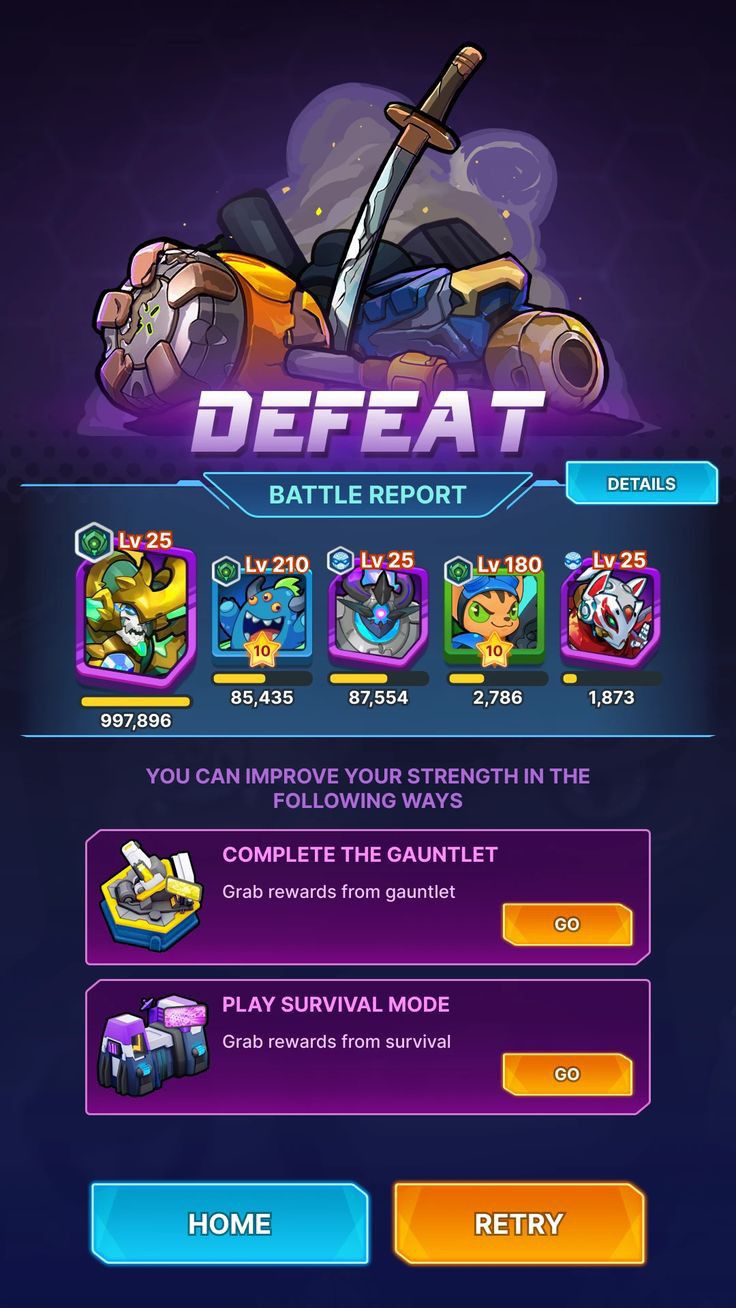 DEFEAT
BATTLE REPORT
DETAILS
Lv 25
Lv 210
Lv 25
Lv 180
Lv 25
10
10
997,896
85,435
87,554
2,786
1,873
YOU CAN IMPROVE YOUR STRENGTH IN THE
FOLLOWING WAYS
COMPLETE THE GAUNTLET
Grab rewards from gauntlet
GO
PLAY SURVIVAL MODE
Grab rewards from survival
GO
HOME
RETRY